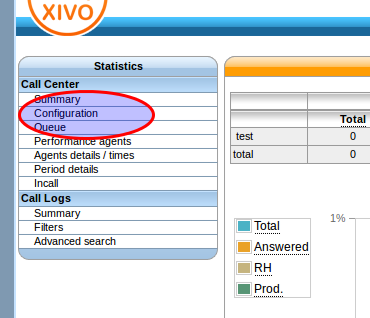 XIVO
Statistics
Call Center
Summary
Configuration
Queue
Performance agents
Agents details / times
Period details
Incall
Call Logs
Summary
Filters
Advanced search
Total
test 0
total 0
1%
Total
Answered
RH
Prod.